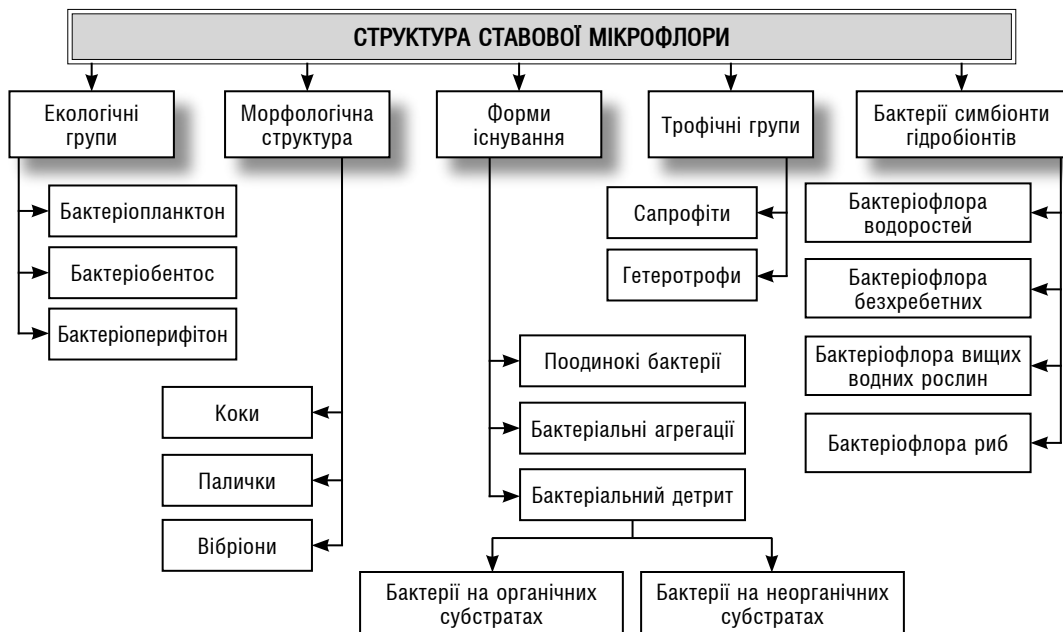 СТРУКТУРА СТАВОВОЇ МІКРОФЛОРИ
Екологічні
групи
Морфологічна
структура
Форми
існування
Трофічні групи
Бактерії симбіонти
гідробіонтів
Бактеріопланктон
Бактеріобентос
Бактеріоперифітон
Коки
Палички
Вібріони
Поодинокі бактерії
Бактеріальні агрегації
Бактеріальний детрит
Бактерії на органічних
субстратах
Бактерії на неорганічних
субстратах
Сапрофіти
Гетеротрофи
Бактеріофлора
водоростей
Бактеріофлора
безхребетних
Бактеріофлора вищих
водних рослин
Бактеріофлора риб